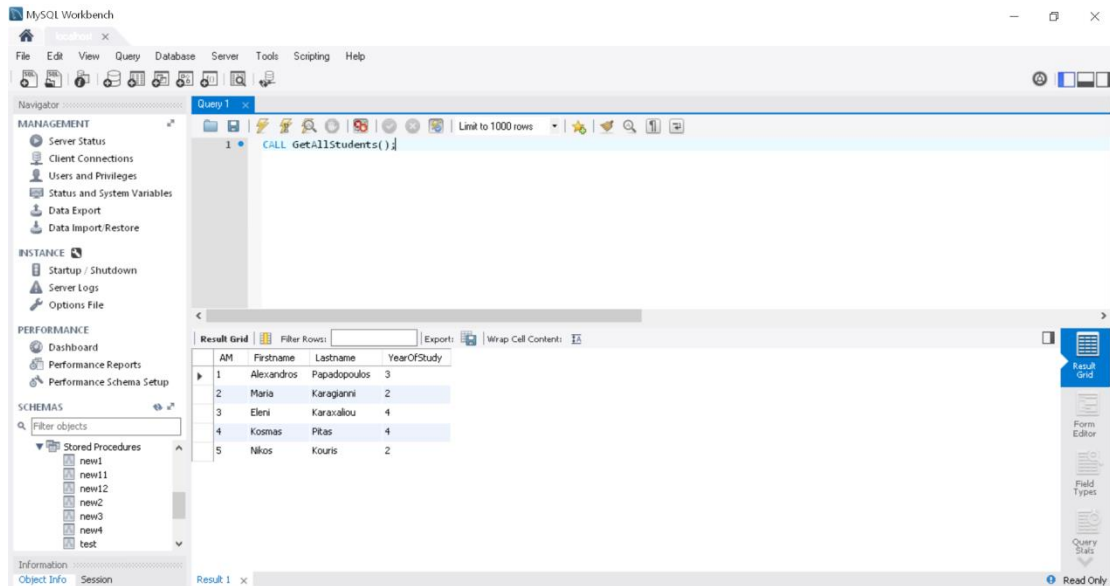 MySQL Workbench
localhost
File Edit View Query Database Server Tools Scripting Help
Navigator
MANAGEMENT
Server Status
Client Connections
Users and Privileges
Status and System Variables
Data Export
Data Import/Restore
INSTANCE
Startup / Shutdown
Server Logs
Options File
PERFORMANCE
Dashboard
Performance Reports
Performance Schema Setup
SCHEMAS
Filter objects
Stored Procedures
new1
new11
new12
new2
new3
new4
test
Information
Object Info Session
Query 1
Limit to 1000 rows
1 CALL GetAllStudents();
Result Grid Filter Rows: Export: Wrap Cell Content:
AM Firstname Lastname YearOfStudy
1 Alexandros Papadopoulos 3
2 Maria Karagianni 2
3 Eleni Karaxaliou 4
4 Kosmas Pitas 4
5 Nikos Kouris 2
Result
Grid
Form
Editor
Field
Types
Query
Stats
Result 1
Read Only